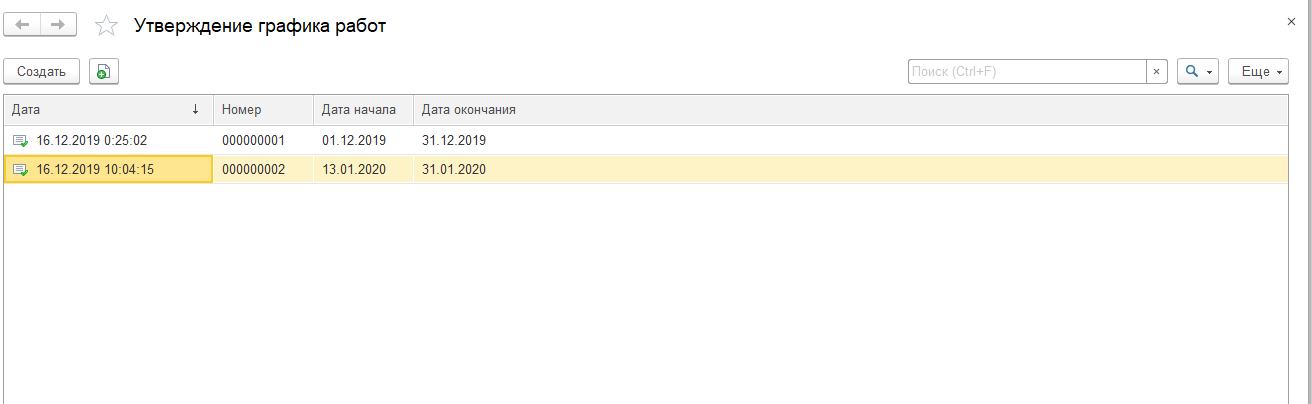 Утверждение графика работ
Создать Поиск (Ctrl+F) Еще
Дата Номер Дата начала Дата окончания
16.12.2019 0:25:02 000000001 01.12.2019 31.12.2019
16.12.2019 10:04:15 000000002 13.01.2020 31.01.2020